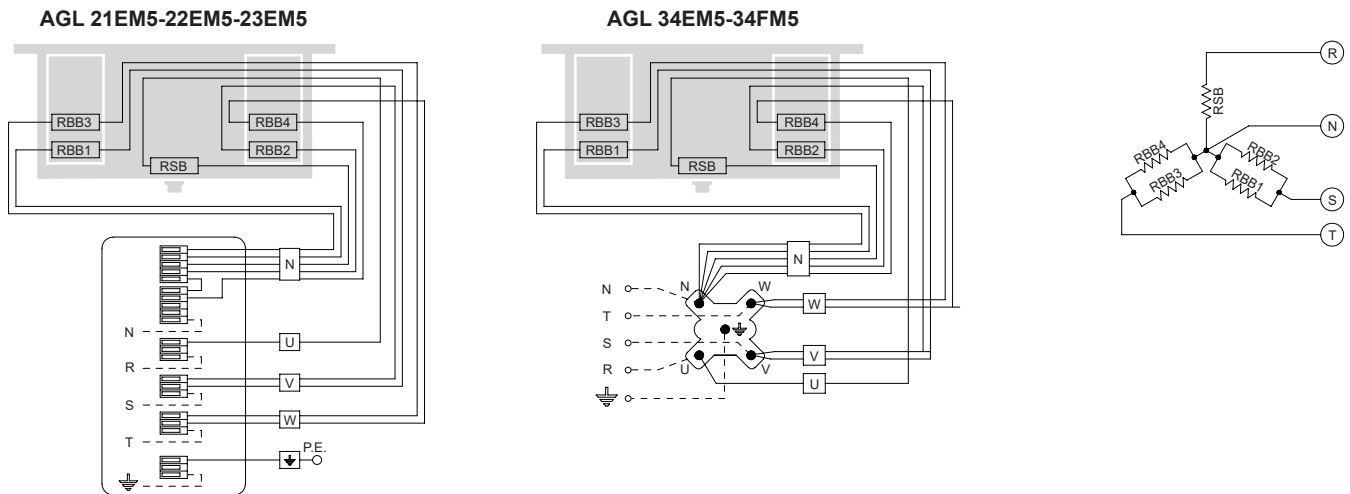 AGL 21EM5-22EM5-23EM5
RBB3
RBB4
RBB1
RBB2
RSB
N
N
U
R
V
S
W
T
P.E.
AGL 34EM5-34FM5
RBB3
RBB4
RBB1
RBB2
RSB
N
N
N
W
T
W
S
V
R
U
V
U
R
RSB
N
RBB4
RBB3
RBB2
RBB1
S
T